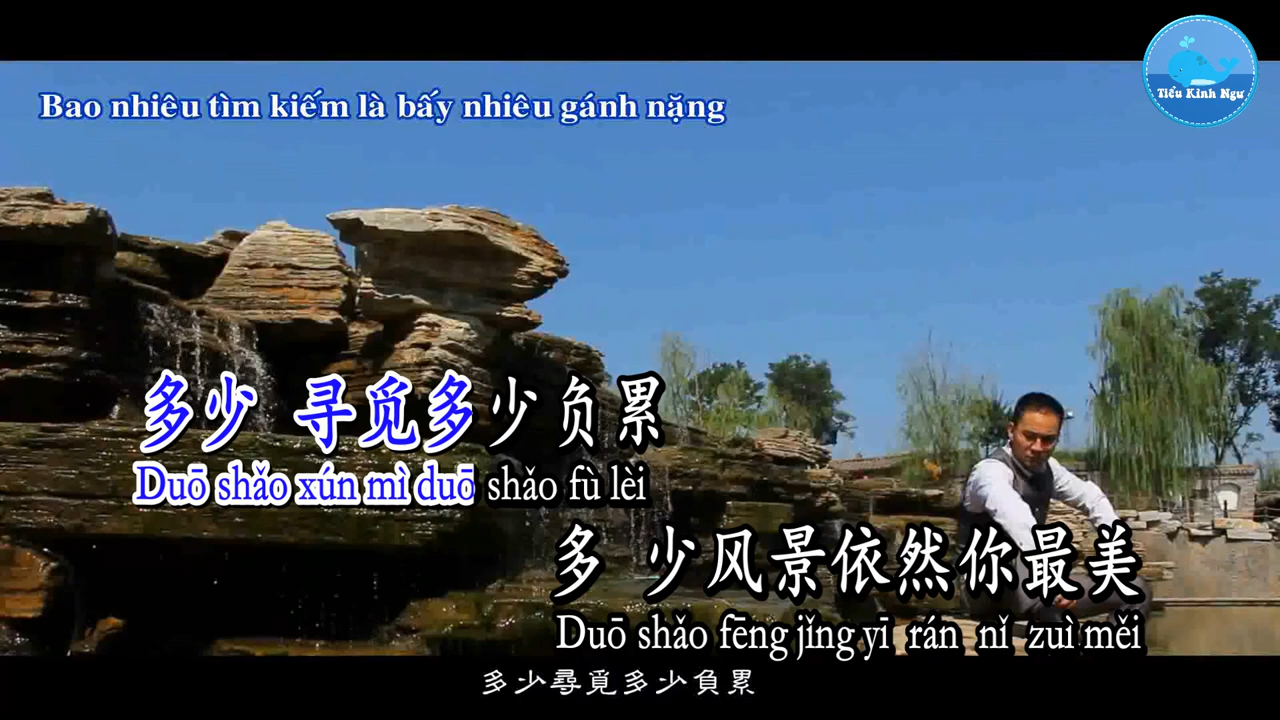 Tiểu Kình Ngư
Bao nhiêu tìm kiếm là bấy nhiêu gánh nặng
多少 寻觅多少负累
Duō shǎo xún mì duō shǎo fù lèi
多 少风景依然你最美
Duō shǎo fēng jǐng yī rán nǐ zuì měi
多少尋覓多少負累